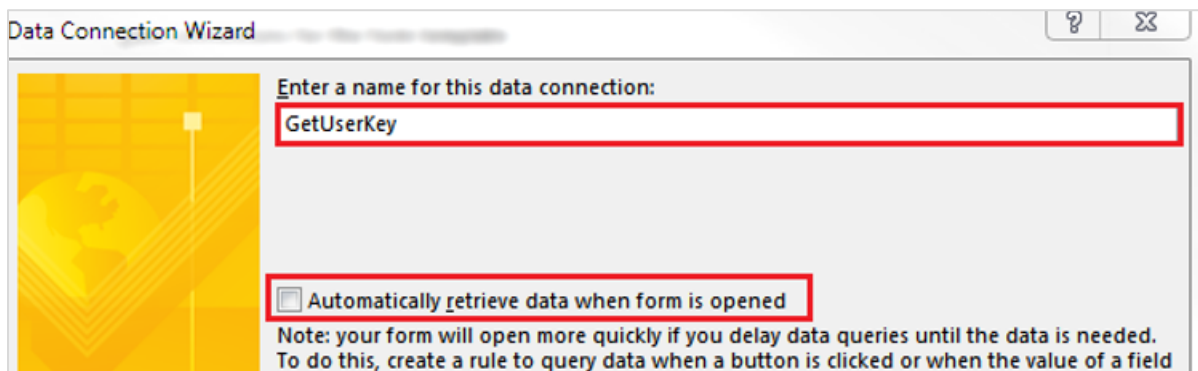 Data Connection Wizard
Enter a name for this data connection:
GetUserKey
Automatically retrieve data when form is opened
Note: your form will open more quickly if you delay data queries until the data is needed.
To do this, create a rule to query data when a button is clicked or when the value of a field